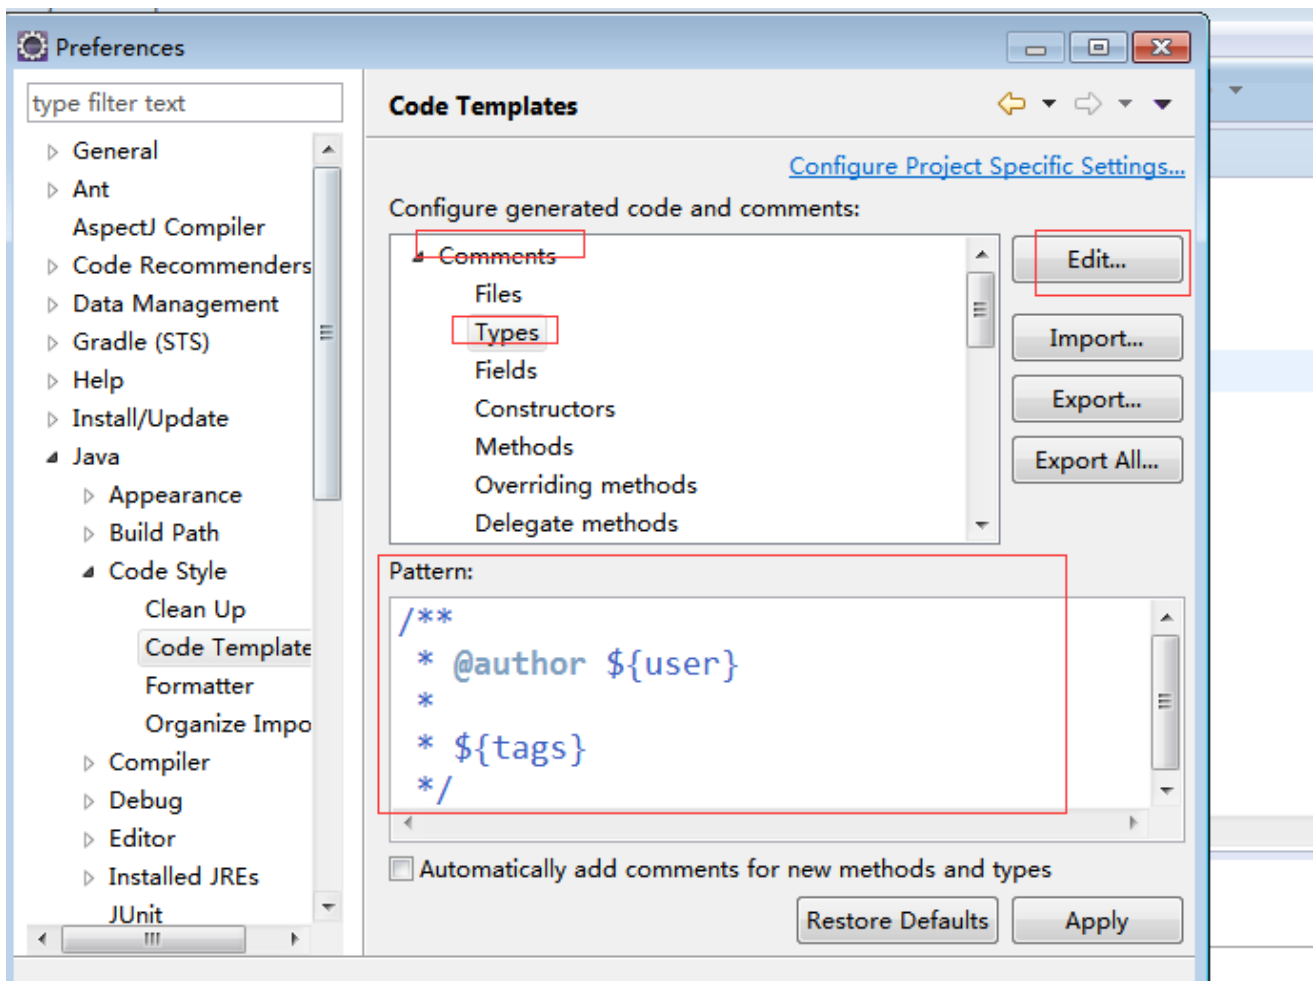 Preferences
type filter text
General
Ant
AspectJ Compiler
Code Recommenders
Data Management
Gradle (STS)
Help
Install/Update
Java
Appearance
Build Path
Code Style
Clean Up
Code Template
Formatter
Organize Impo
Compiler
Debug
Editor
Installed JREs
JUnit
Code Templates
Configure Project Specific Settings...
Configure generated code and comments:
Comments
Files
Types
Fields
Constructors
Methods
Overriding methods
Delegate methods
Edit...
Import...
Export...
Export All...
Pattern:
/**
* @author ${user}
*
* ${tags}
*/
Automatically add comments for new methods and types
Restore Defaults
Apply